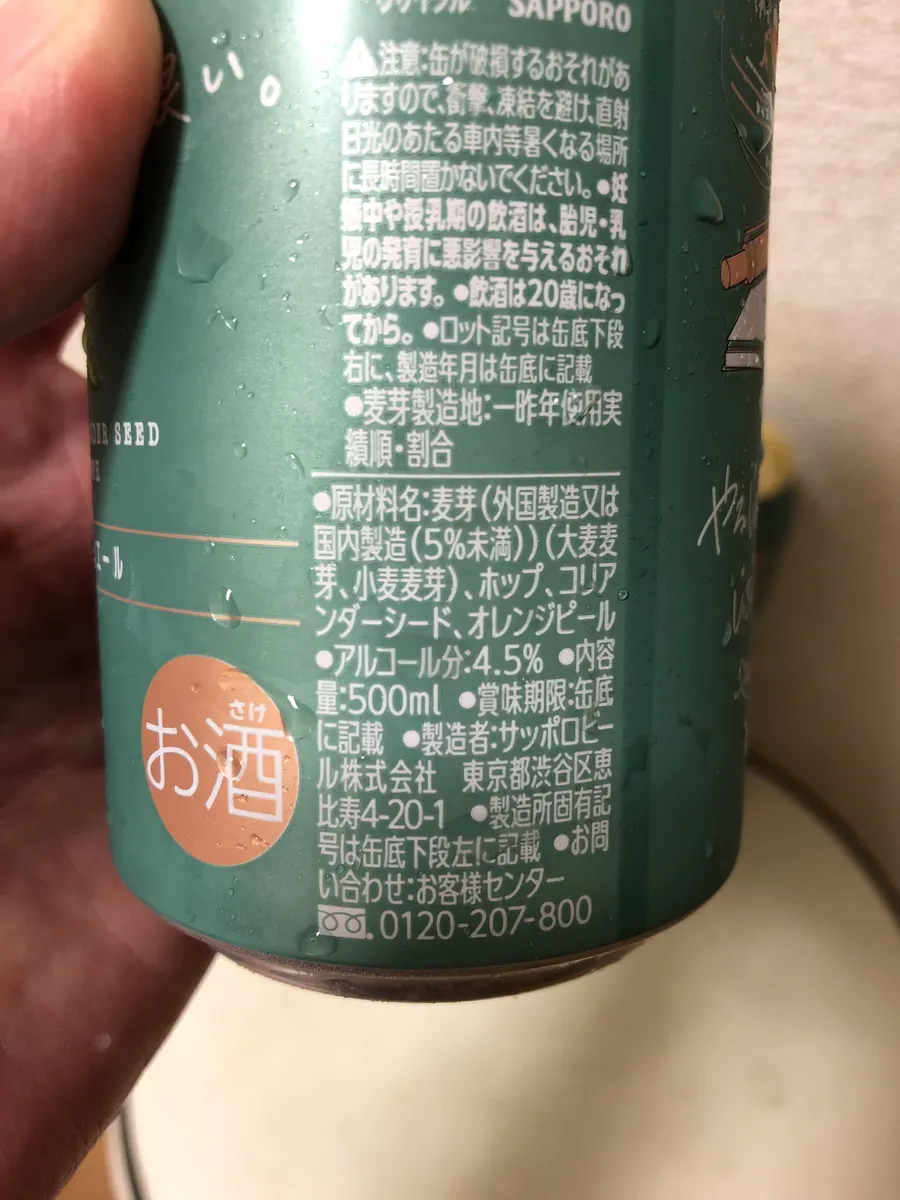 リサイクル SAPPORO
い。
注意:缶が破損するおそれがあ
りますので、衝撃、凍結を避け、直射
日光のあたる車内等暑くなる場所
に長時間置かないでください。●妊
娠中や授乳期の飲酒は、胎児・乳
児の発育に悪影響を与えるおそれ
があります。●飲酒は20歳になっ
てから。●ロット記号は缶底下段
右に、製造年月は缶底に記載
●麦芽製造地:一昨年使用実
績順・割合
SEED
エール
●原材料名:麦芽(外国製造又は
国内製造(5%未満))(大麦麦
芽、小麦麦芽)、ホップ、コリア
ンダーシード、オレンジピール
●アルコール分:4.5% ●内容
量:500ml ●賞味期限:缶底
に記載 ●製造者:サッポロビー
ル株式会社 東京都渋谷区恵
比寿4-20-1 ●製造所固有記
号は缶底下段左に記載 ●お問
い合わせ:お客様センター
0120-207-800
さけ
お酒